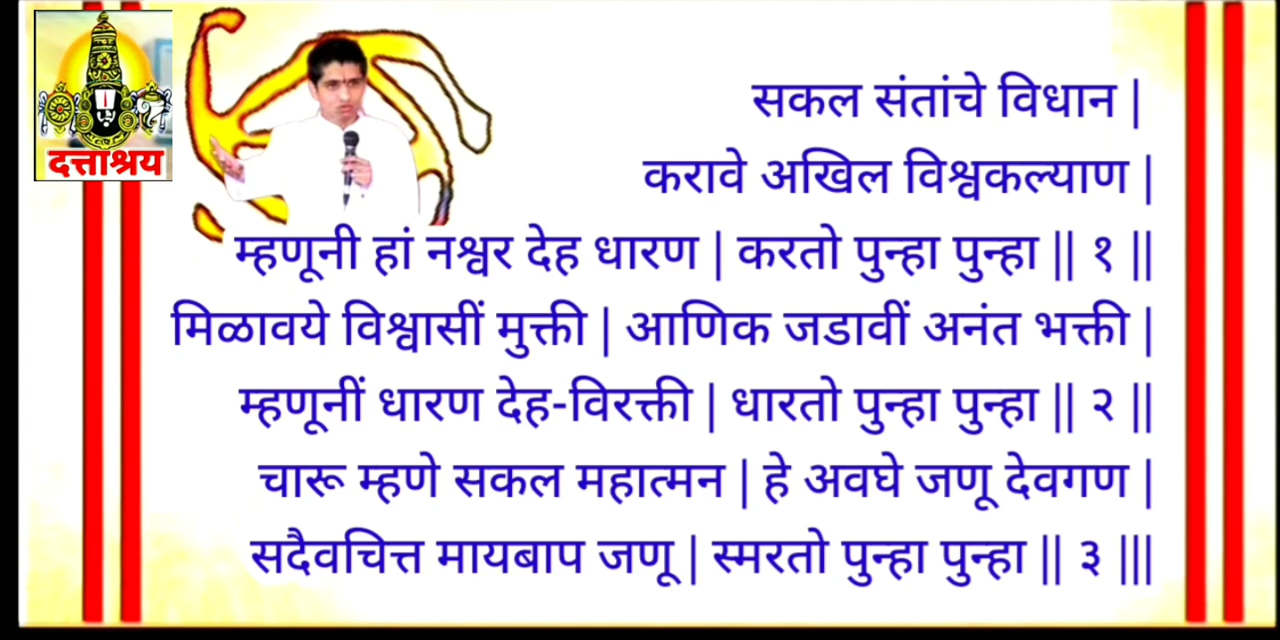 दत्ताश्रय
सकल संतांचे विधान |
करावे अखिल विश्वकल्याण |
म्हणूनी हां नश्वर देह धारण | करतो पुन्हा पुन्हा || १ ||
मिळावये विश्वासीं मुक्ती | आणिक जडावीं अनंत भक्ती |
म्हणूनीं धारण देह-विरक्ती | धारतो पुन्हा पुन्हा || २ ||
चारू म्हणे सकल महात्मन | हे अवघे जणू देवगण |
सदैवचित्त मायबाप जणू | स्मरतो पुन्हा पुन्हा || ३ |||